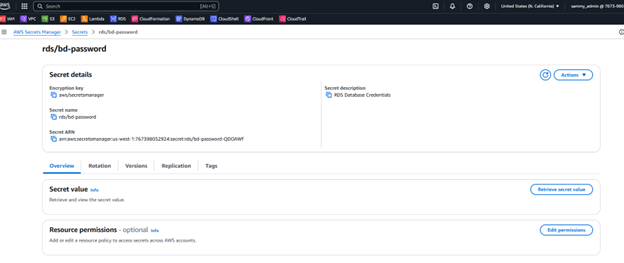 aws
Search [Alt+S]
United States (N. California) sammy_admin @ 7673-980
IAM VPC S3 EC2 Lambda RDS CloudFormation DynamoDB CloudShell CloudFront CloudTrail
AWS Secrets Manager > Secrets > rds/bd-password
rds/bd-password
Secret details
Actions
Encryption key
aws/secretsmanager
Secret description
RDS Database Credentials
Secret name
rds/bd-password
Secret ARN
arn:aws:secretsmanager:us-west-1:767398052924:secret:rds/bd-password-QDOAWf
Overview Rotation Versions Replication Tags
Secret value Info
Retrieve secret value
Retrieve and view the secret value.
Resource permissions - optional Info
Edit permissions
Add or edit a resource policy to access secrets across AWS accounts.